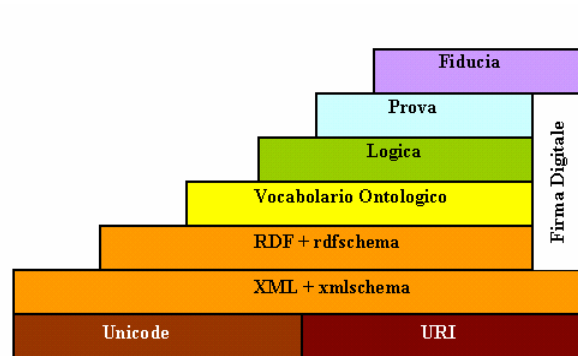 Fiducia
Prova
Logica
Vocabolario Ontologico
RDF + rdfschema
XML + xmlschema
Unicode
URI
Firma Digitale